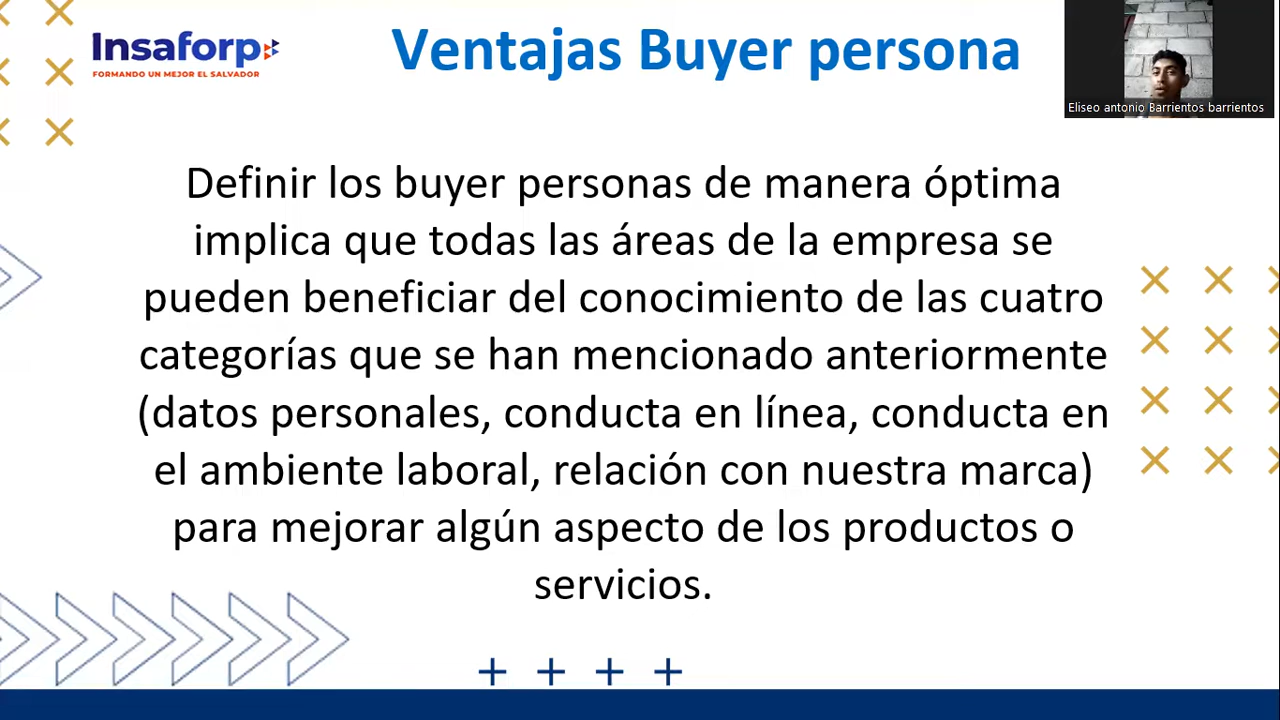 Insaforp
FORMANDO UN MEJOR EL SALVADOR
Ventajas Buyer persona
Eliseo antonio Barrientos barrientos
Definir los buyer personas de manera óptima
implica que todas las áreas de la empresa se
pueden beneficiar del conocimiento de las cuatro
categorías que se han mencionado anteriormente
(datos personales, conducta en línea, conducta en
el ambiente laboral, relación con nuestra marca)
para mejorar algún aspecto de los productos o
servicios.